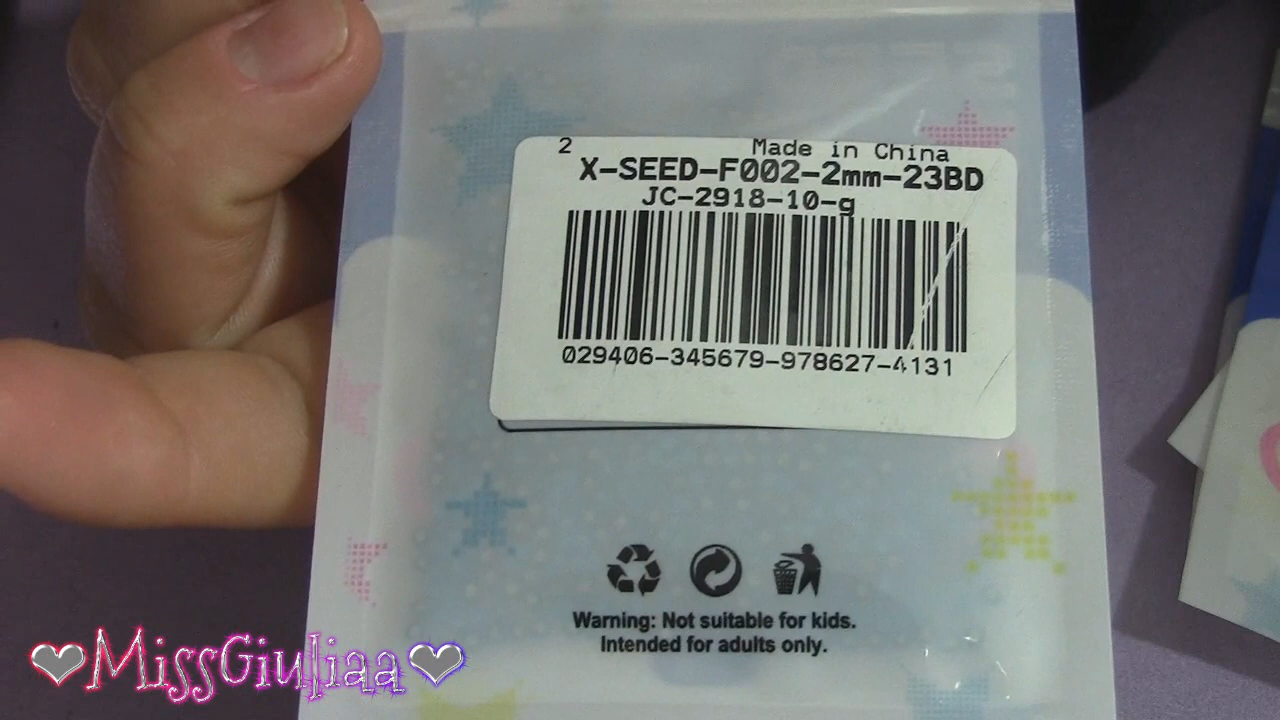 2
Made in China
X-SEED-F002-2mm-23BD
JC-2918-10-g
029406-345679-978627-4131
Warning: Not suitable for kids.
Intended for adults only.
❤MissGiuliaa❤